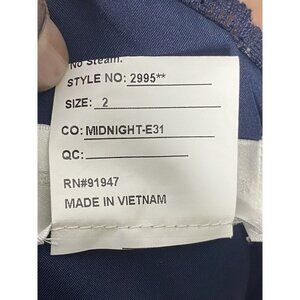 No Steam.
STYLE NO: 2995**
SIZE: 2
CO: MIDNIGHT-E31
QC:
RN#91947
MADE IN VIETNAM